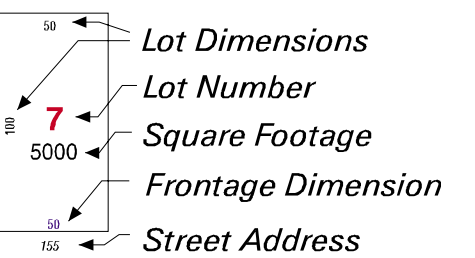 50
Lot Dimensions
100
Lot Number
7
Square Footage
5000
Frontage Dimension
50
155
Street Address